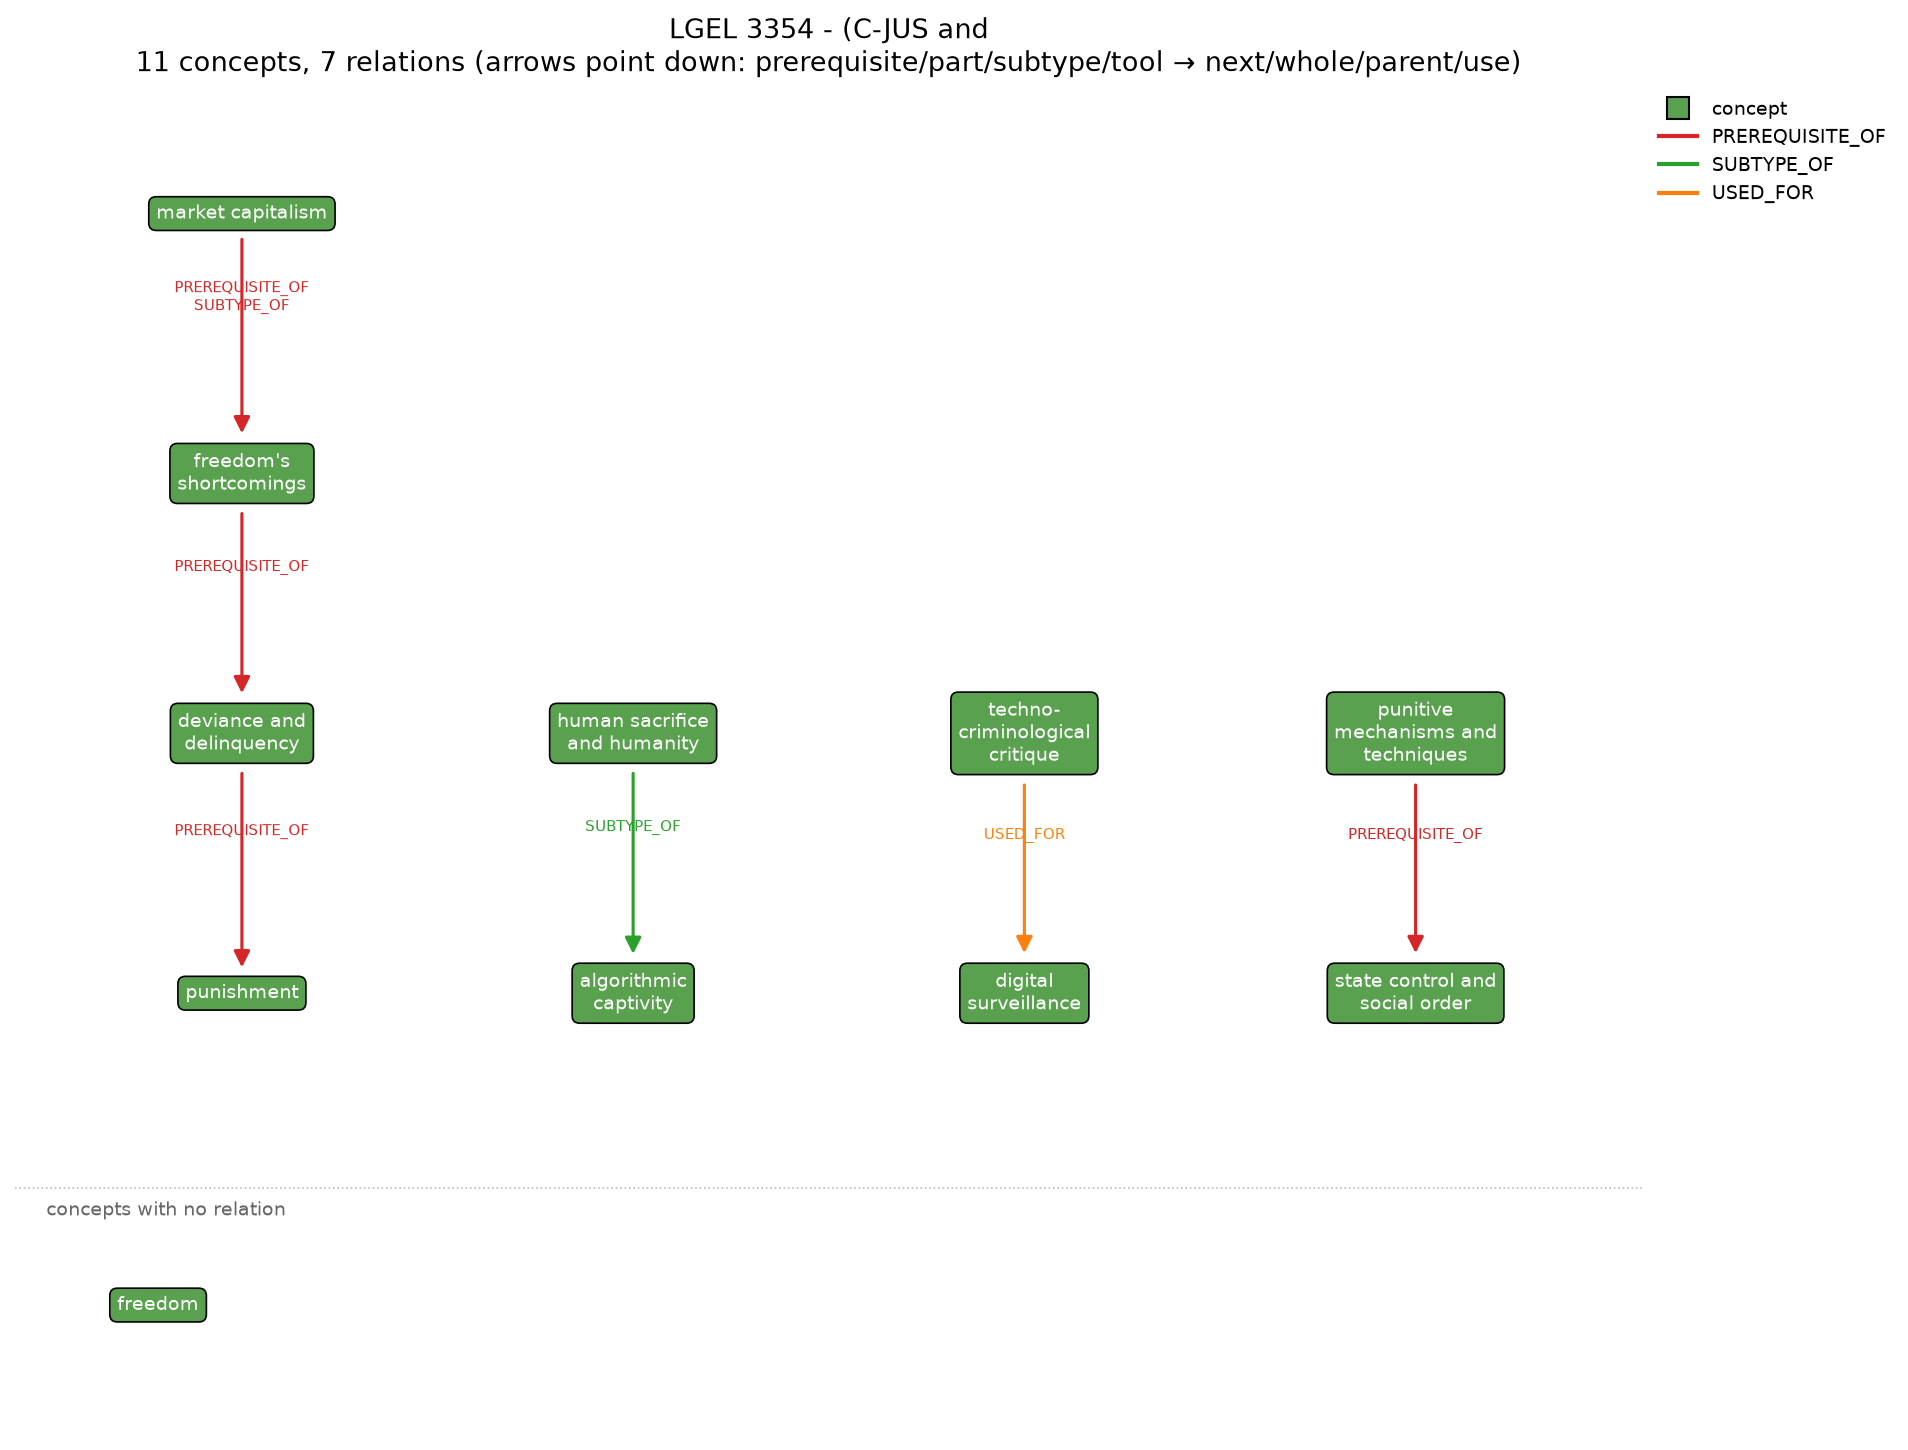 LGEL 3354 - (C-JUS and
11 concepts, 7 relations (arrows point down: prerequisite/part/subtype/tool → next/whole/parent/use)
concept
PREREQUISITE_OF
SUBTYPE_OF
USED_FOR
market capitalism
PREREQUISITE_OF
SUBTYPE_OF
freedom's
shortcomings
PREREQUISITE_OF
deviance and
delinquency
human sacrifice
and humanity
techno-
criminological
critique
punitive
mechanisms and
techniques
PREREQUISITE_OF
SUBTYPE_OF
USED_FOR
PREREQUISITE_OF
punishment
algorithmic
captivity
digital
surveillance
state control and
social order
concepts with no relation
freedom